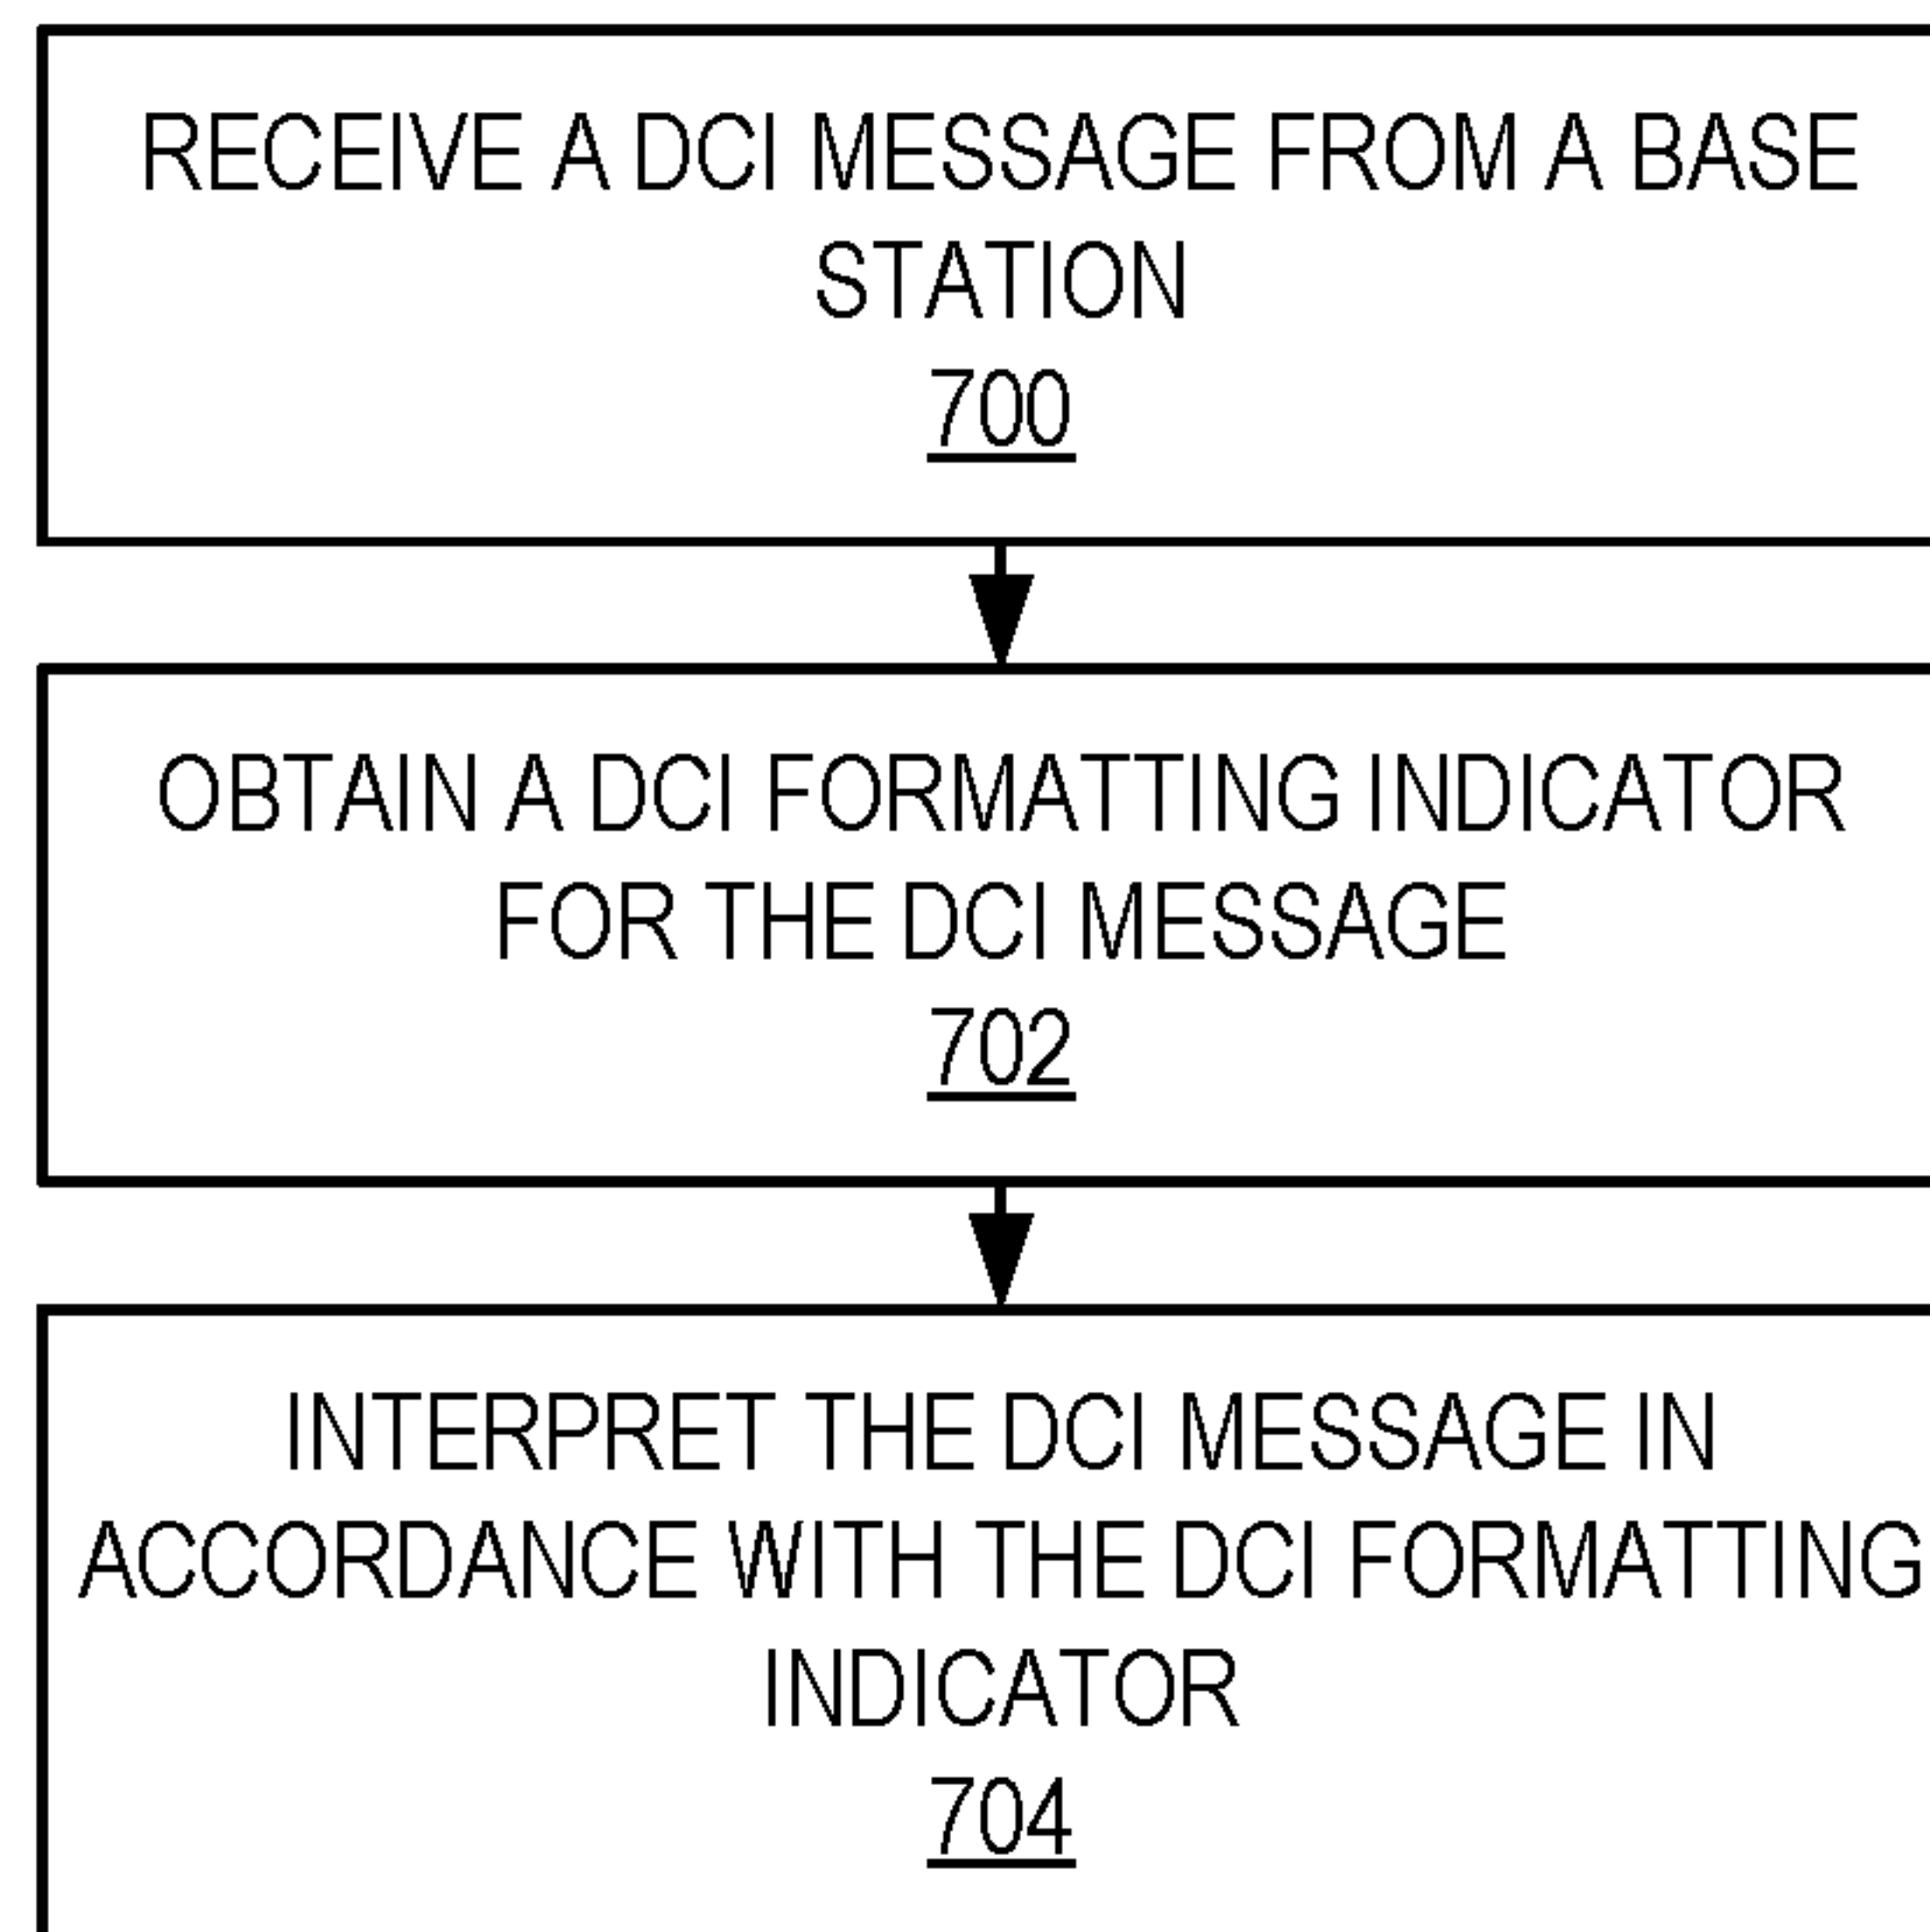 RECEIVE A DCI MESSAGE FROM A BASE
STATION
700
OBTAIN A DCI FORMATTING INDICATOR
FOR THE DCI MESSAGE
702
INTERPRET THE DCI MESSAGE IN
ACCORDANCE WITH THE DCI FORMATTING
INDICATOR
704